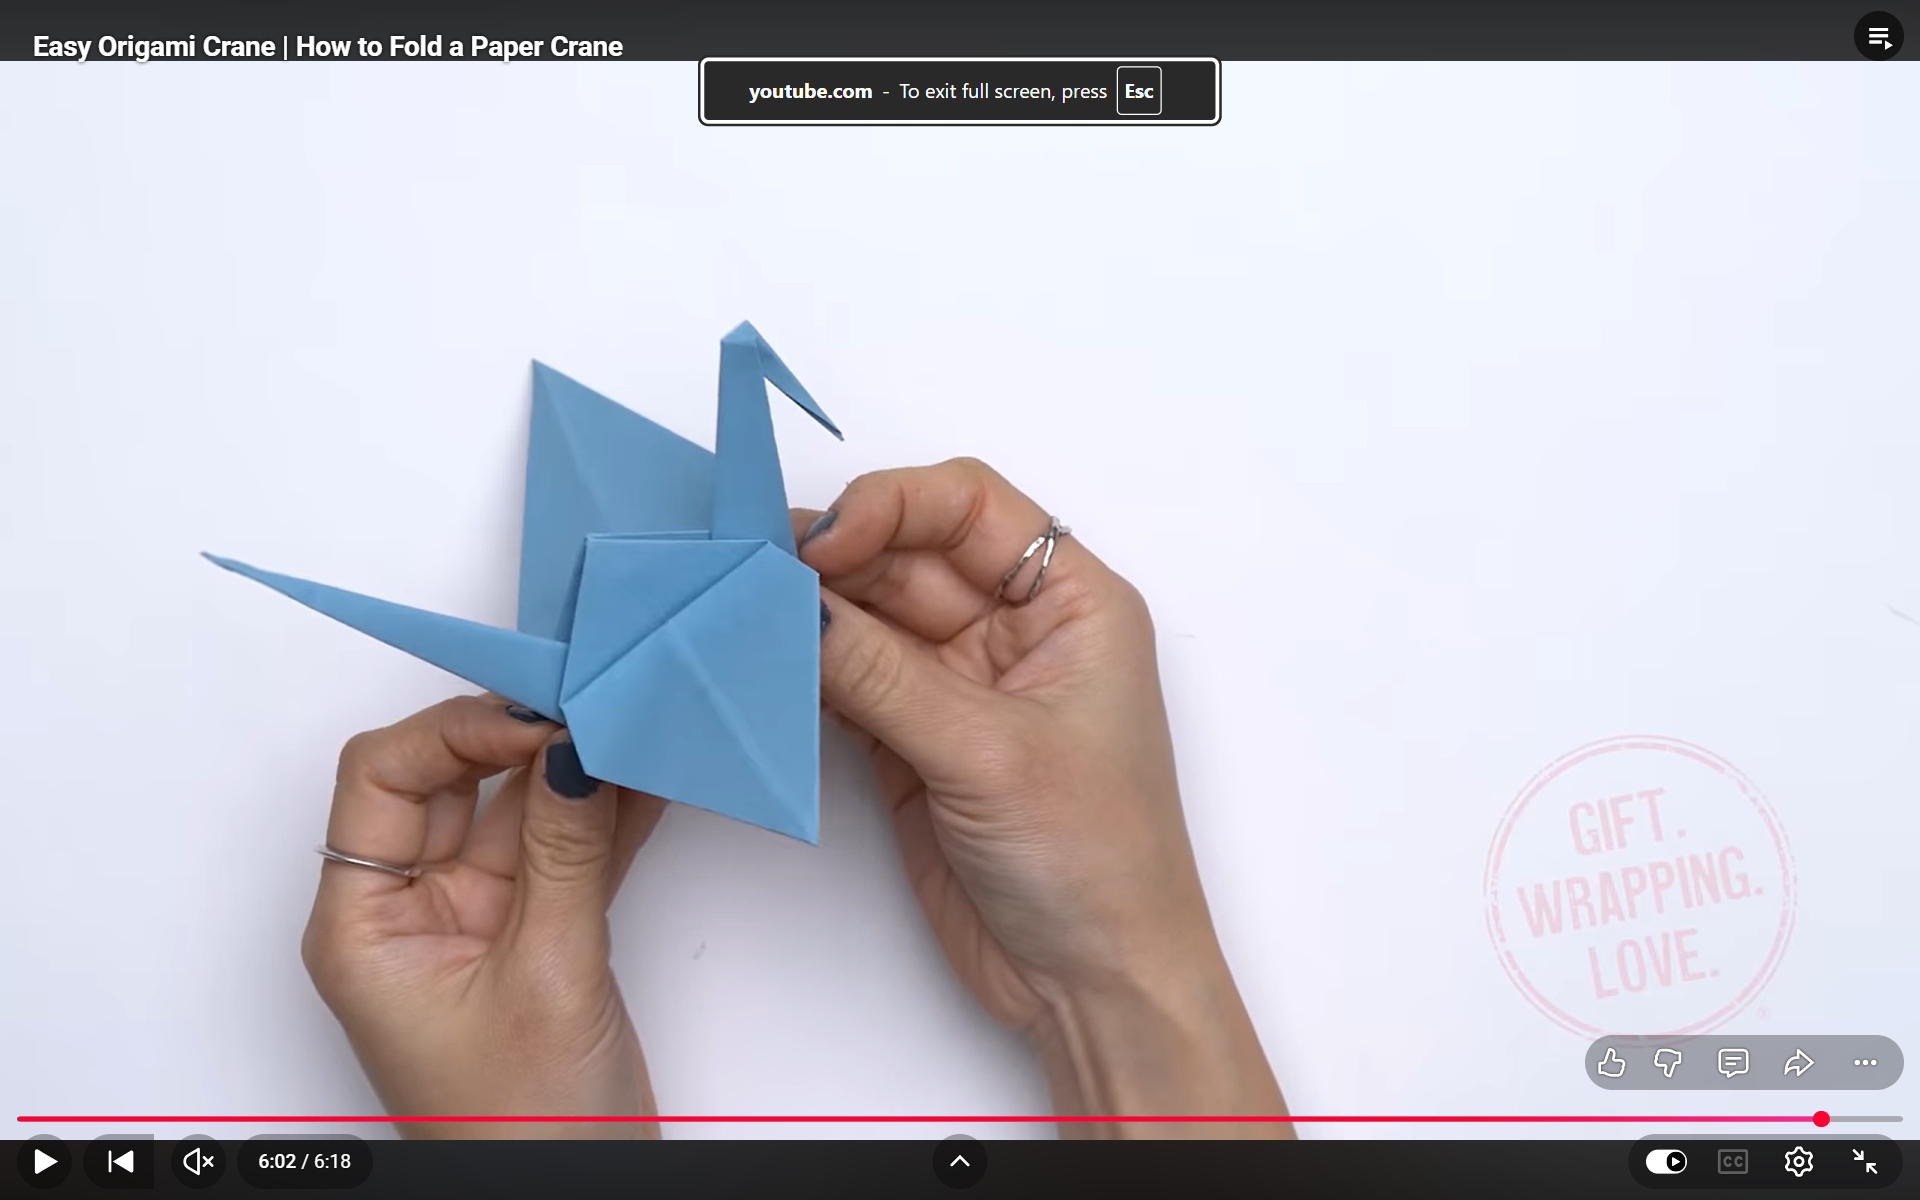 Easy Origami Crane | How to Fold a Paper Crane
youtube.com - To exit full screen, press Esc
GIFT.
WRAPPING.
LOVE.
®
6:02 / 6:18
CC